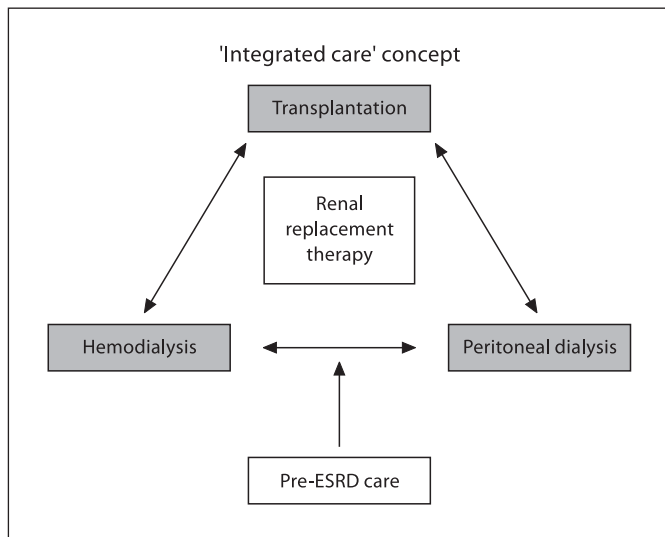 'Integrated care' concept
Transplantation
Renal
replacement
therapy
Hemodialysis
Peritoneal dialysis
Pre-ESRD care